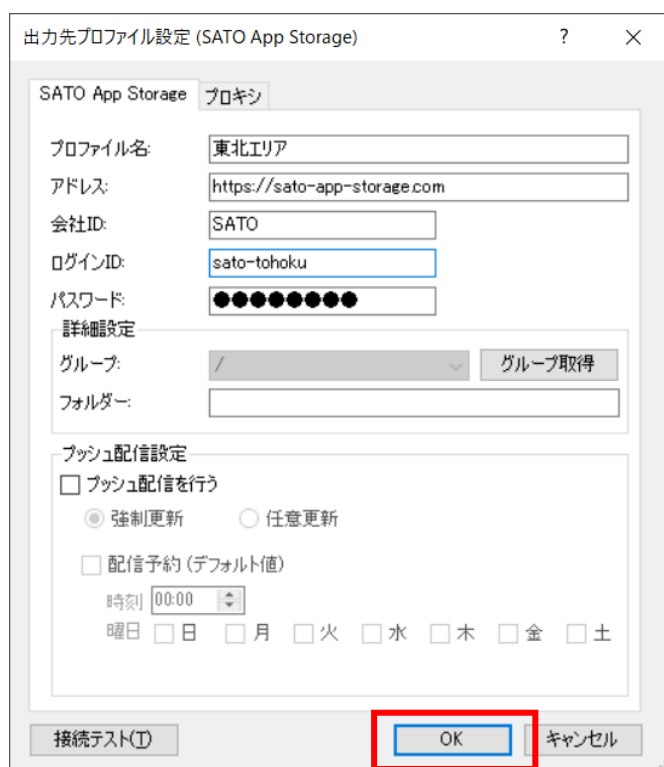 出力先プロファイル設定 (SATO App Storage) ?
SATO App Storage プロキシ
プロファイル名: 東北エリア
アドレス: https://sato-app-storage.com
会社ID: SATO
ログインID: sato-tohoku
パスワード: ●●●●●●●●
詳細設定
グループ: / グループ取得
フォルダー:
プッシュ配信設定
プッシュ配信を行う
強制更新 任意更新
配信予約 (デフォルト値)
時刻 00:00
曜日 日 月 火 水 木 金 土
接続テスト(T) OK キャンセル